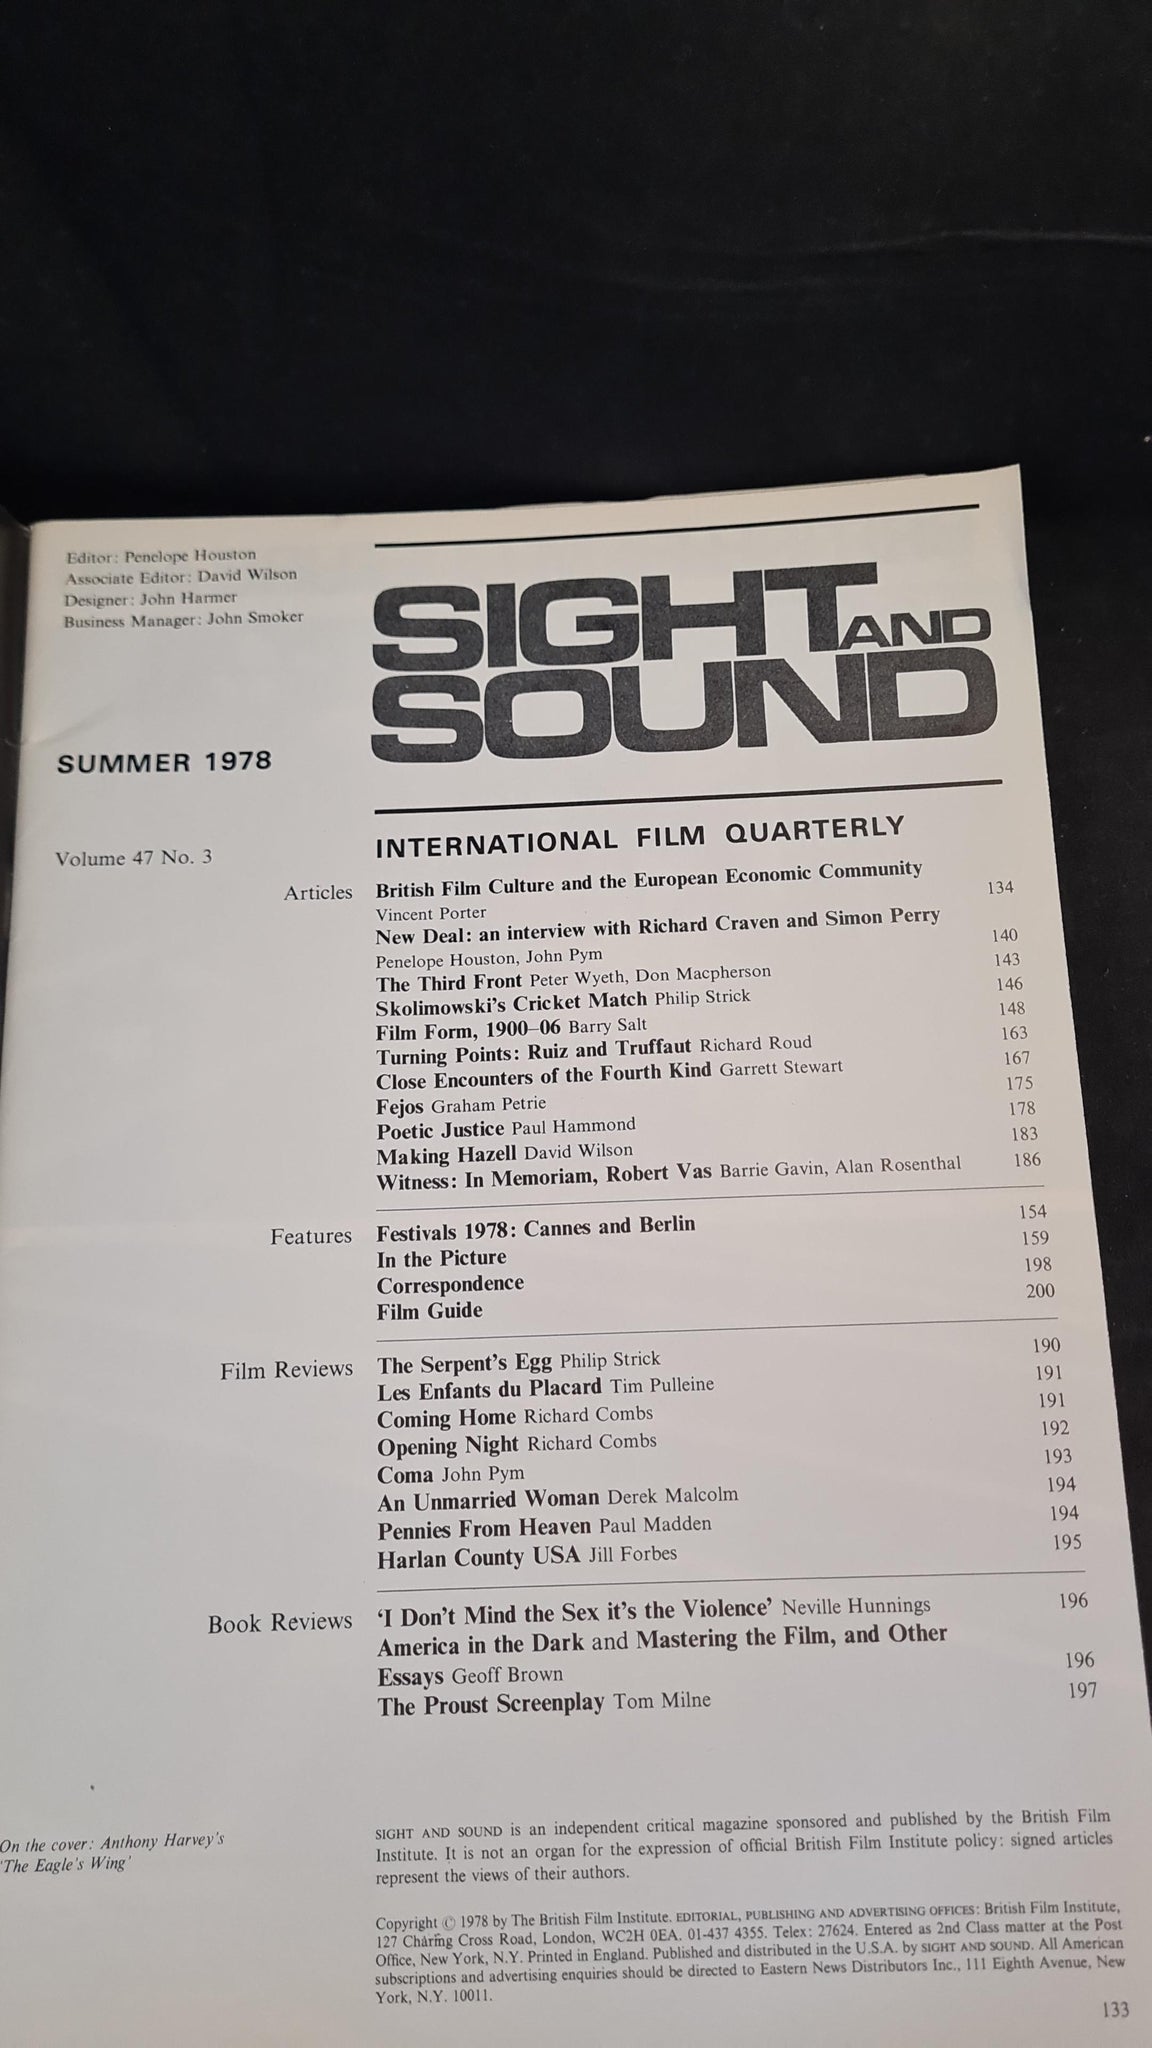 Editor: Penelope Houston
Associate Editor: David Wilson
Designer: John Harmer
Business Manager: John Smoker
SIGHT AND
SOUND
SUMMER 1978
INTERNATIONAL FILM QUARTERLY
Volume 47 No. 3
Articles British Film Culture and the European Economic Community
Vincent Porter 134
New Deal: an interview with Richard Craven and Simon Perry
Penelope Houston, John Pym 140
The Third Front Peter Wyeth, Don Macpherson 143
Skolimowski's Cricket Match Philip Strick 146
Film Form, 1900–06 Barry Salt 148
Turning Points: Ruiz and Truffaut Richard Roud 163
Close Encounters of the Fourth Kind Garrett Stewart 167
Fejos Graham Petrie 175
Poetic Justice Paul Hammond 178
Making Hazell David Wilson 183
Witness: In Memoriam, Robert Vas Barrie Gavin, Alan Rosenthal 186
Features Festivals 1978: Cannes and Berlin 154
In the Picture 159
Correspondence 198
Film Guide 200
Film Reviews The Serpent's Egg Philip Strick 190
Les Enfants du Placard Tim Pulleine 191
Coming Home Richard Combs 191
Opening Night Richard Combs 192
Coma John Pym 193
An Unmarried Woman Derek Malcolm 194
Pennies From Heaven Paul Madden 194
Harlan County USA Jill Forbes 195
Book Reviews 'I Don't Mind the Sex it's the Violence' Neville Hunnings 196
America in the Dark and Mastering the Film, and Other
Essays Geoff Brown 196
The Proust Screenplay Tom Milne 197
On the cover: Anthony Harvey's
'The Eagle's Wing'
SIGHT AND SOUND is an independent critical magazine sponsored and published by the British Film
Institute. It is not an organ for the expression of official British Film Institute policy: signed articles
represent the views of their authors.
Copyright © 1978 by The British Film Institute. EDITORIAL, PUBLISHING AND ADVERTISING OFFICES: British Film Institute,
127 Charing Cross Road, London, WC2H 0EA. 01-437 4355. Telex: 27624. Entered as 2nd Class matter at the Post
Office, New York, N.Y. Printed in England. Published and distributed in the U.S.A. by SIGHT AND SOUND. All American
subscriptions and advertising enquiries should be directed to Eastern News Distributors Inc., 111 Eighth Avenue, New
York, N.Y. 10011.
133